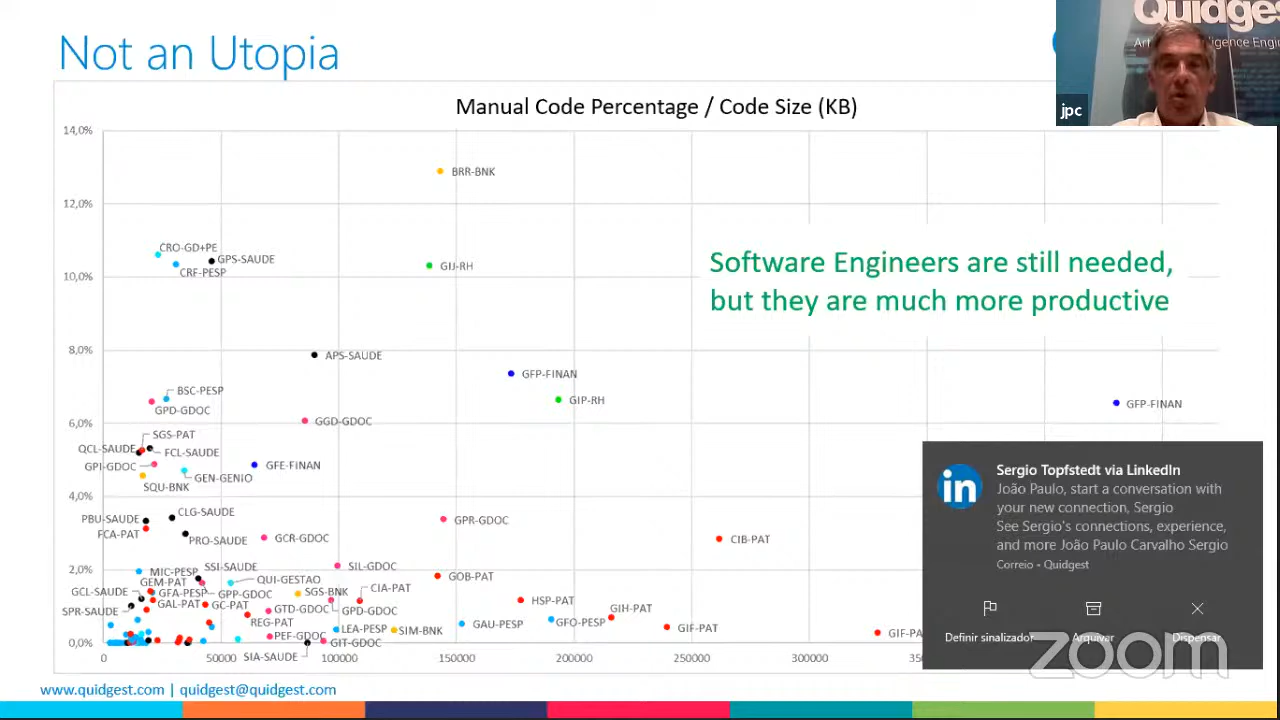 Not an Utopia
Quidges
jpc
Manual Code Percentage / Code Size (KB)
14,0%
12,0%
10,0%
8,0%
6,0%
4,0%
2,0%
0,0%
BRR-BNK
CRO-GD+PE
GPS-SAUDE
CRF-PESP
GIJ-RH
Software Engineers are still needed,
but they are much more productive
APS-SAUDE
GFP-FINAN
BSC-PESP
GIP-RH
GPD-GDOC
GFP-FINAN
GGD-GDOC
SGS-PAT
QCL-SAUDE
FCL-SAUDE
GPI-GDOC
GFE-FINAN
GEN-GENIO
SQU-BNK
CLG-SAUDE
PBU-SAUDE
GPR-GDOC
FCA-PAT
PRO-SAUDE
GCR-GDOC
CIB-PAT
SSI-SAUDE
SIL-GDOC
MIC-PESP
GOB-PAT
GEM-PAT
QUI-GESTAO
CIA-PAT
GCL-SAUDE
GFA-PESP
GPP-GDOC
SGS-BNK
HSP-PAT
GAL-PAT
GC-PAT
GTD-GDOC
GPD-GDOC
GIH-PAT
SPR-SAUDE
REG-PAT
GAU-PESP
GFO-PESP
LEA-PESP
SIM-BNK
GIF-PAT
GIF-PA
PEF-GDOC
GIT-GDOC
SIA-SAUDE
0
50000
100000
150000
200000
250000
300000
Sergio Topfstedt via LinkedIn
João Paulo, start a conversation with
your new connection, Sergio
See Sergio's connections, experience,
and more João Paulo Carvalho Sergio
Correio • Quidgest
in
Definir sinalizador
Arquivar
Dispensar
zoom
www.quidgest.com | quidgest@quidgest.com